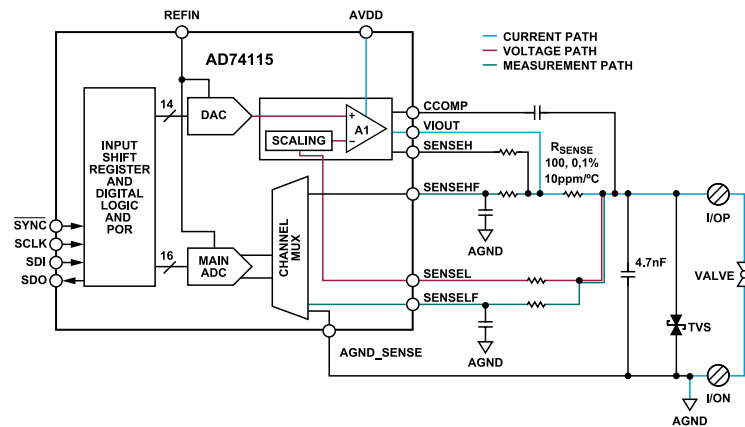 REFIN
AVDD
AD74115
CURRENT PATH
VOLTAGE PATH
MEASUREMENT PATH
14
DAC
+
A1
−
SCALING
CCOMP
VIOUT
SENSEH
RSENSE
100, 0,1%
10ppm/ºC
INPUT
SHIFT
REGISTER
AND
DIGITAL
LOGIC
AND
POR
SYNC
SCLK
SDI
SDO
16
MAIN
ADC
CHANNEL
MUX
SENSEHF
AGND
SENSEL
SENSELF
AGND
AGND_SENSE
4.7nF
TVS
I/OP
VALVE
I/ON
AGND